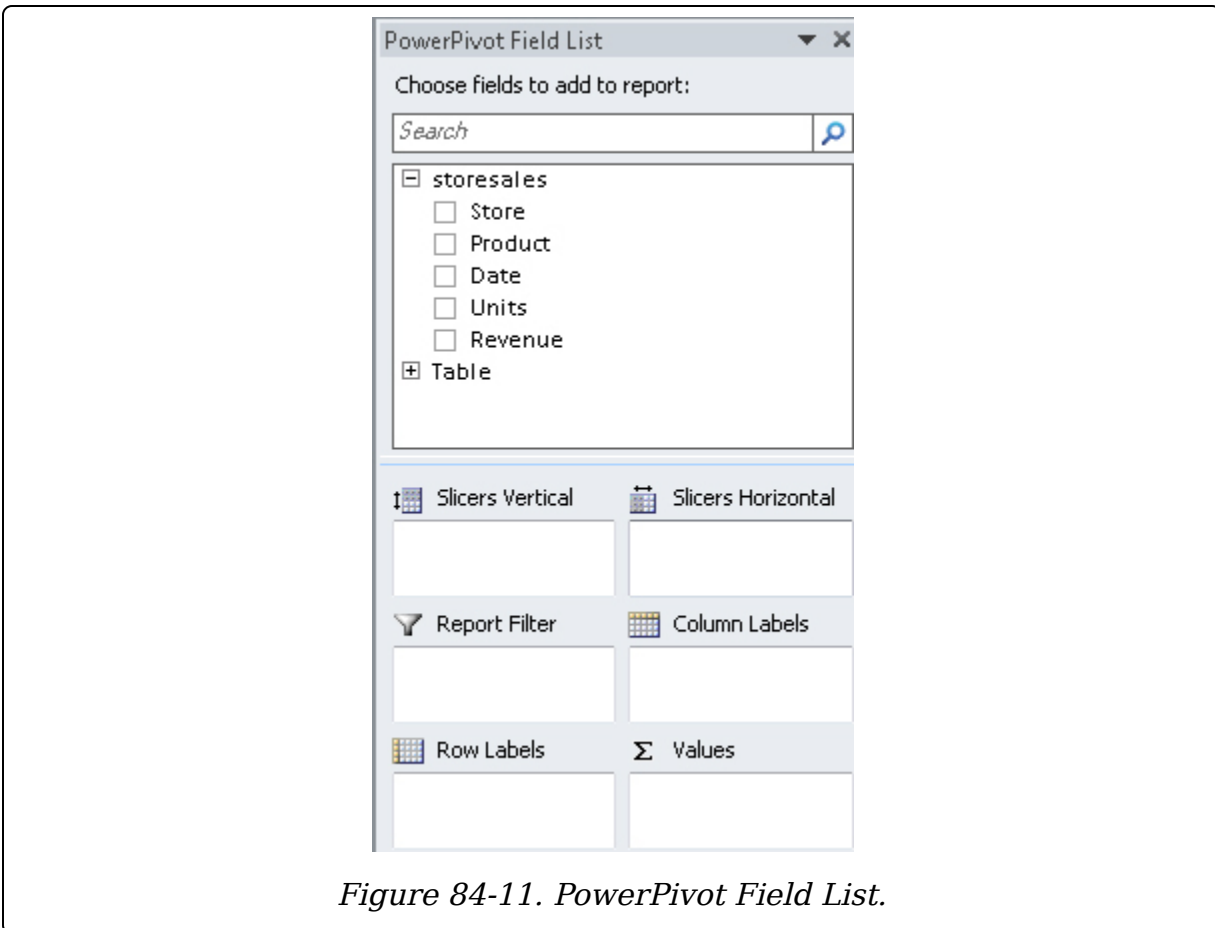 PowerPivot Field List
Choose fields to add to report:
Search
storesales
Store
Product
Date
Units
Revenue
Table
Slicers Vertical
Slicers Horizontal
Report Filter
Column Labels
Row Labels
Σ Values
Figure 84-11. PowerPivot Field List.